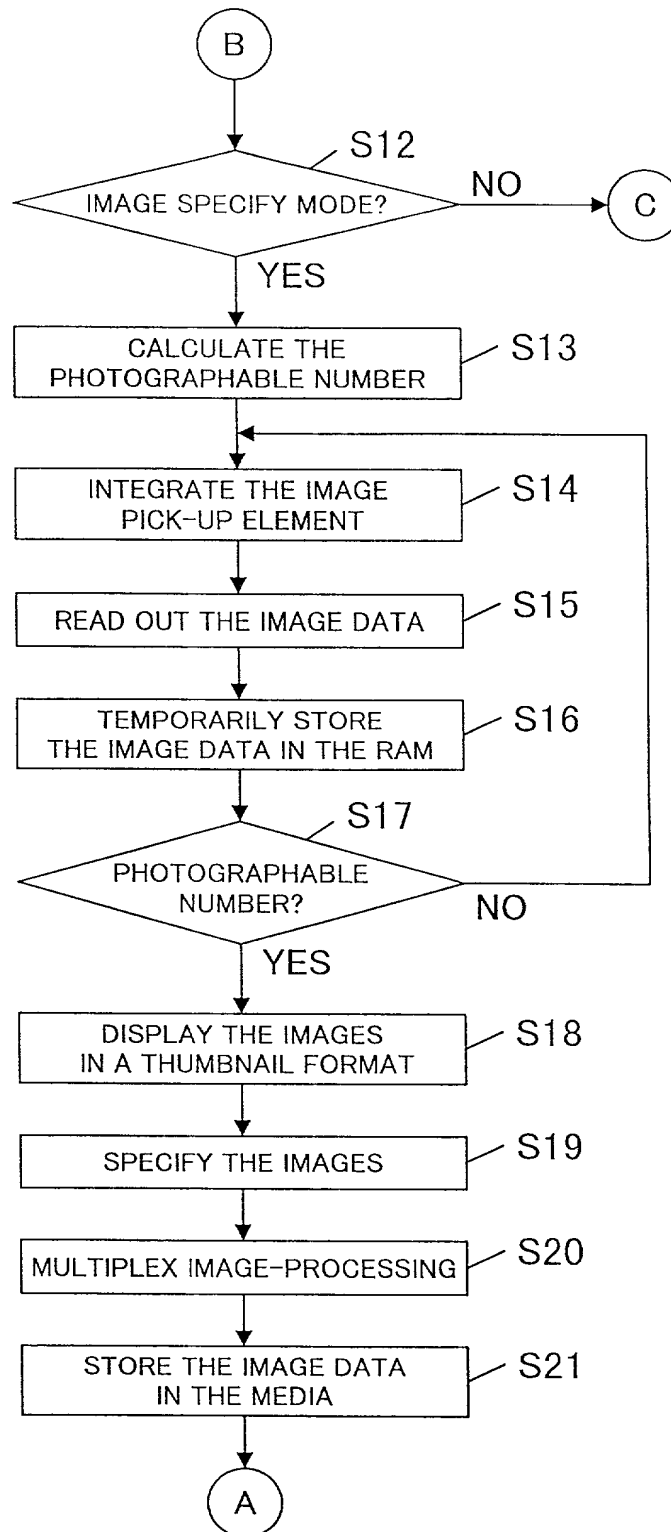 B
S12
IMAGE SPECIFY MODE?
NO
C
YES
CALCULATE THE
PHOTOGRAPHABLE NUMBER
S13
INTEGRATE THE IMAGE
PICK-UP ELEMENT
S14
READ OUT THE IMAGE DATA
S15
TEMPORARILY STORE
THE IMAGE DATA IN THE RAM
S16
S17
PHOTOGRAPHABLE
NUMBER?
NO
YES
DISPLAY THE IMAGES
IN A THUMBNAIL FORMAT
S18
SPECIFY THE IMAGES
S19
MULTIPLEX IMAGE-PROCESSING
S20
STORE THE IMAGE DATA
IN THE MEDIA
S21
A